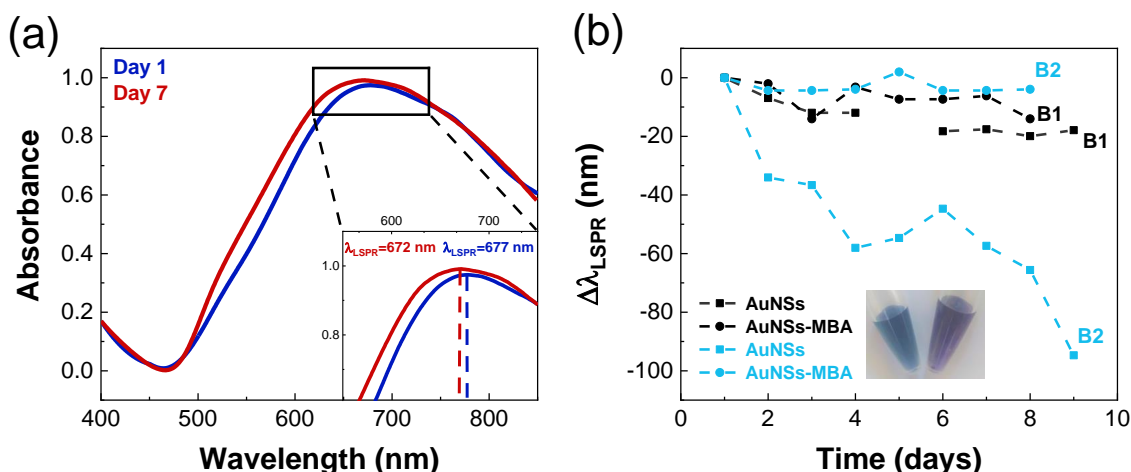 (a)
Day 1
Day 7
Absorbance
1.0
0.8
0.6
0.4
0.2
0.0
400 500 600 700 800
Wavelength (nm)
600 700
λLSPR=672 nm λLSPR=677 nm
1.0
0.8
(b)
ΔλLSPR (nm)
0
-20
-40
-60
-80
-100
B2
B1
B1
B2
AuNSs
AuNSs-MBA
AuNSs
AuNSs-MBA
0 2 4 6 8 10
Time (days)